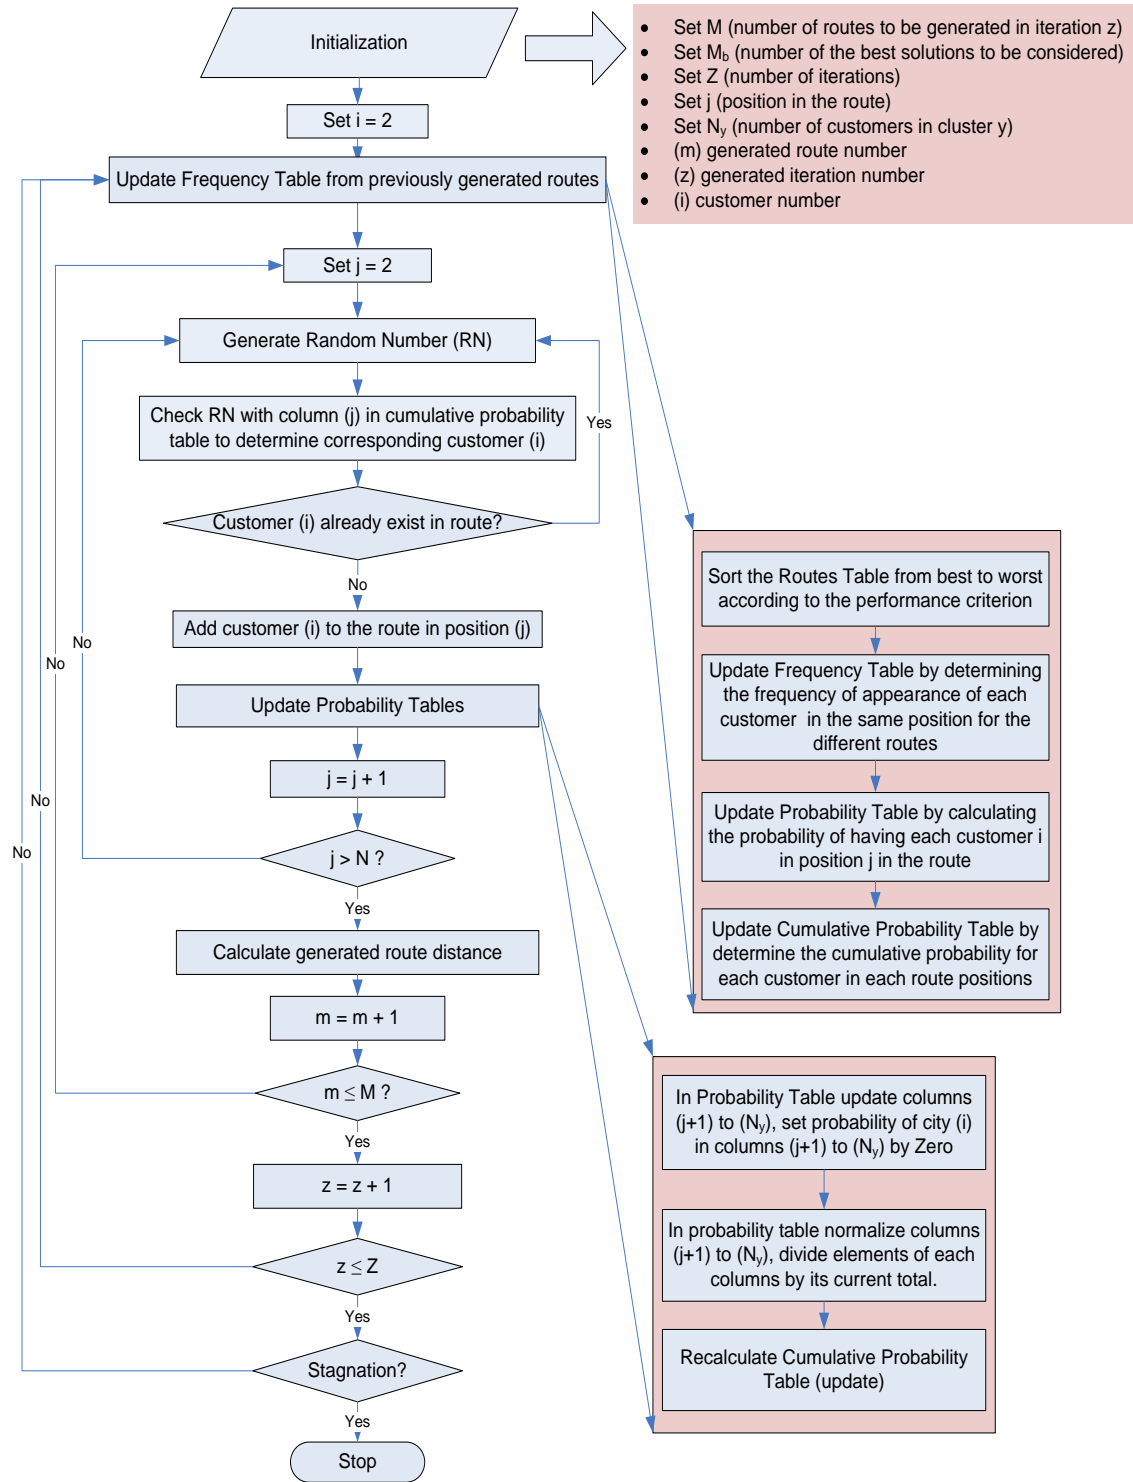 Initialization
• Set M (number of routes to be generated in iteration z)
• Set Mb (number of the best solutions to be considered)
• Set Z (number of iterations)
• Set j (position in the route)
• Set Ny (number of customers in cluster y)
• (m) generated route number
• (z) generated iteration number
• (i) customer number
Set i = 2
Update Frequency Table from previously generated routes
Set j = 2
Generate Random Number (RN)
Check RN with column (j) in cumulative probability
table to determine corresponding customer (i)
Yes
Customer (i) already exist in route?
No
Add customer (i) to the route in position (j)
No
No
Update Probability Tables
j = j + 1
No
No
j > N ?
Yes
Calculate generated route distance
m = m + 1
m ≤ M ?
Yes
z = z + 1
z ≤ Z
Yes
Stagnation?
Yes
Stop
Sort the Routes Table from best to worst
according to the performance criterion
Update Frequency Table by determining
the frequency of appearance of each
customer in the same position for the
different routes
Update Probability Table by calculating
the probability of having each customer i
in position j in the route
Update Cumulative Probability Table by
determine the cumulative probability for
each customer in each route positions
In Probability Table update columns
(j+1) to (Ny), set probability of city (i)
in columns (j+1) to (Ny) by Zero
In probability table normalize columns
(j+1) to (Ny), divide elements of each
columns by its current total.
Recalculate Cumulative Probability
Table (update)